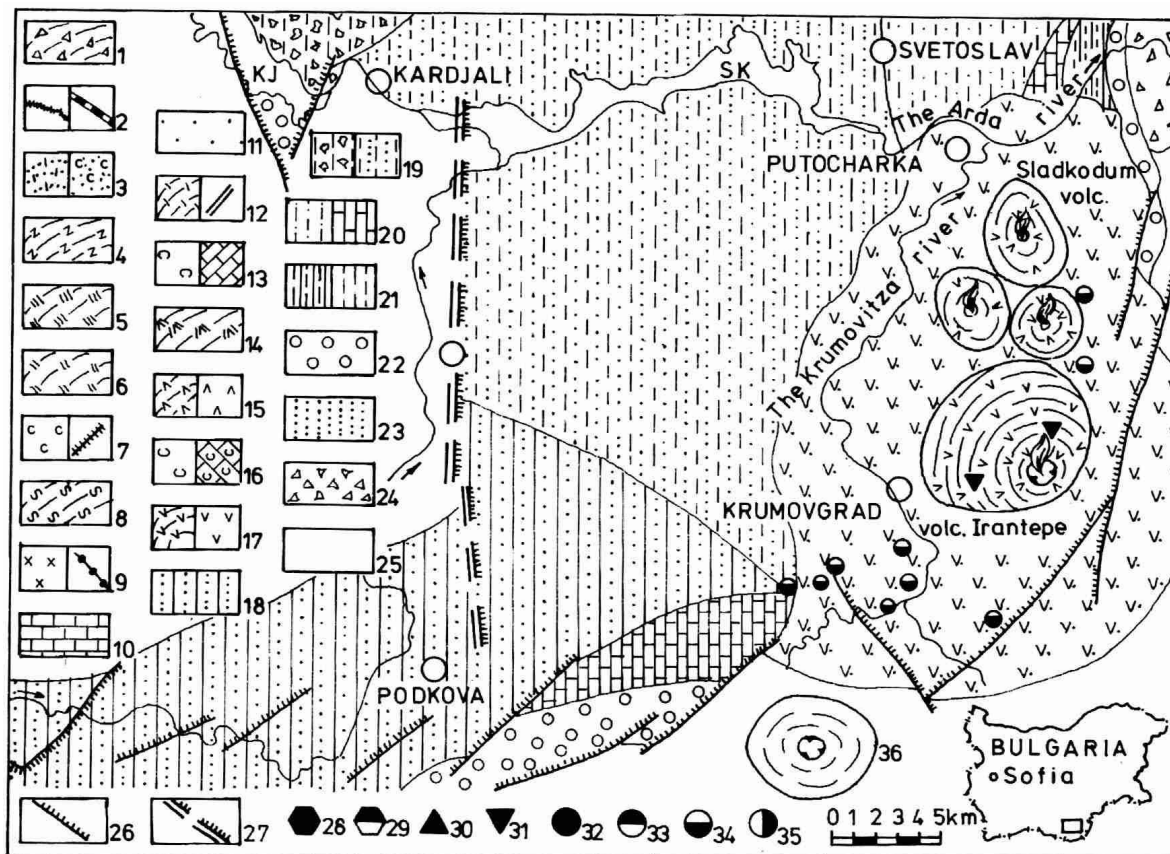 1
2
3
4
5
6
7
8
9
10
11
12
13
14
15
16
17
18
19
20
21
22
23
24
25
26
27
28
29
30
31
32
33
34
35
36
KJ
KARDJALI
SK
SVETOSLAV
The Arda river
PUTOCHARKA
Sladkodum
volc.
The Krumovitza river
KRUMOVGRAD
volc. Irantepe
PODKOVA
BULGARIA
Sofia
0 1 2 3 4 5km